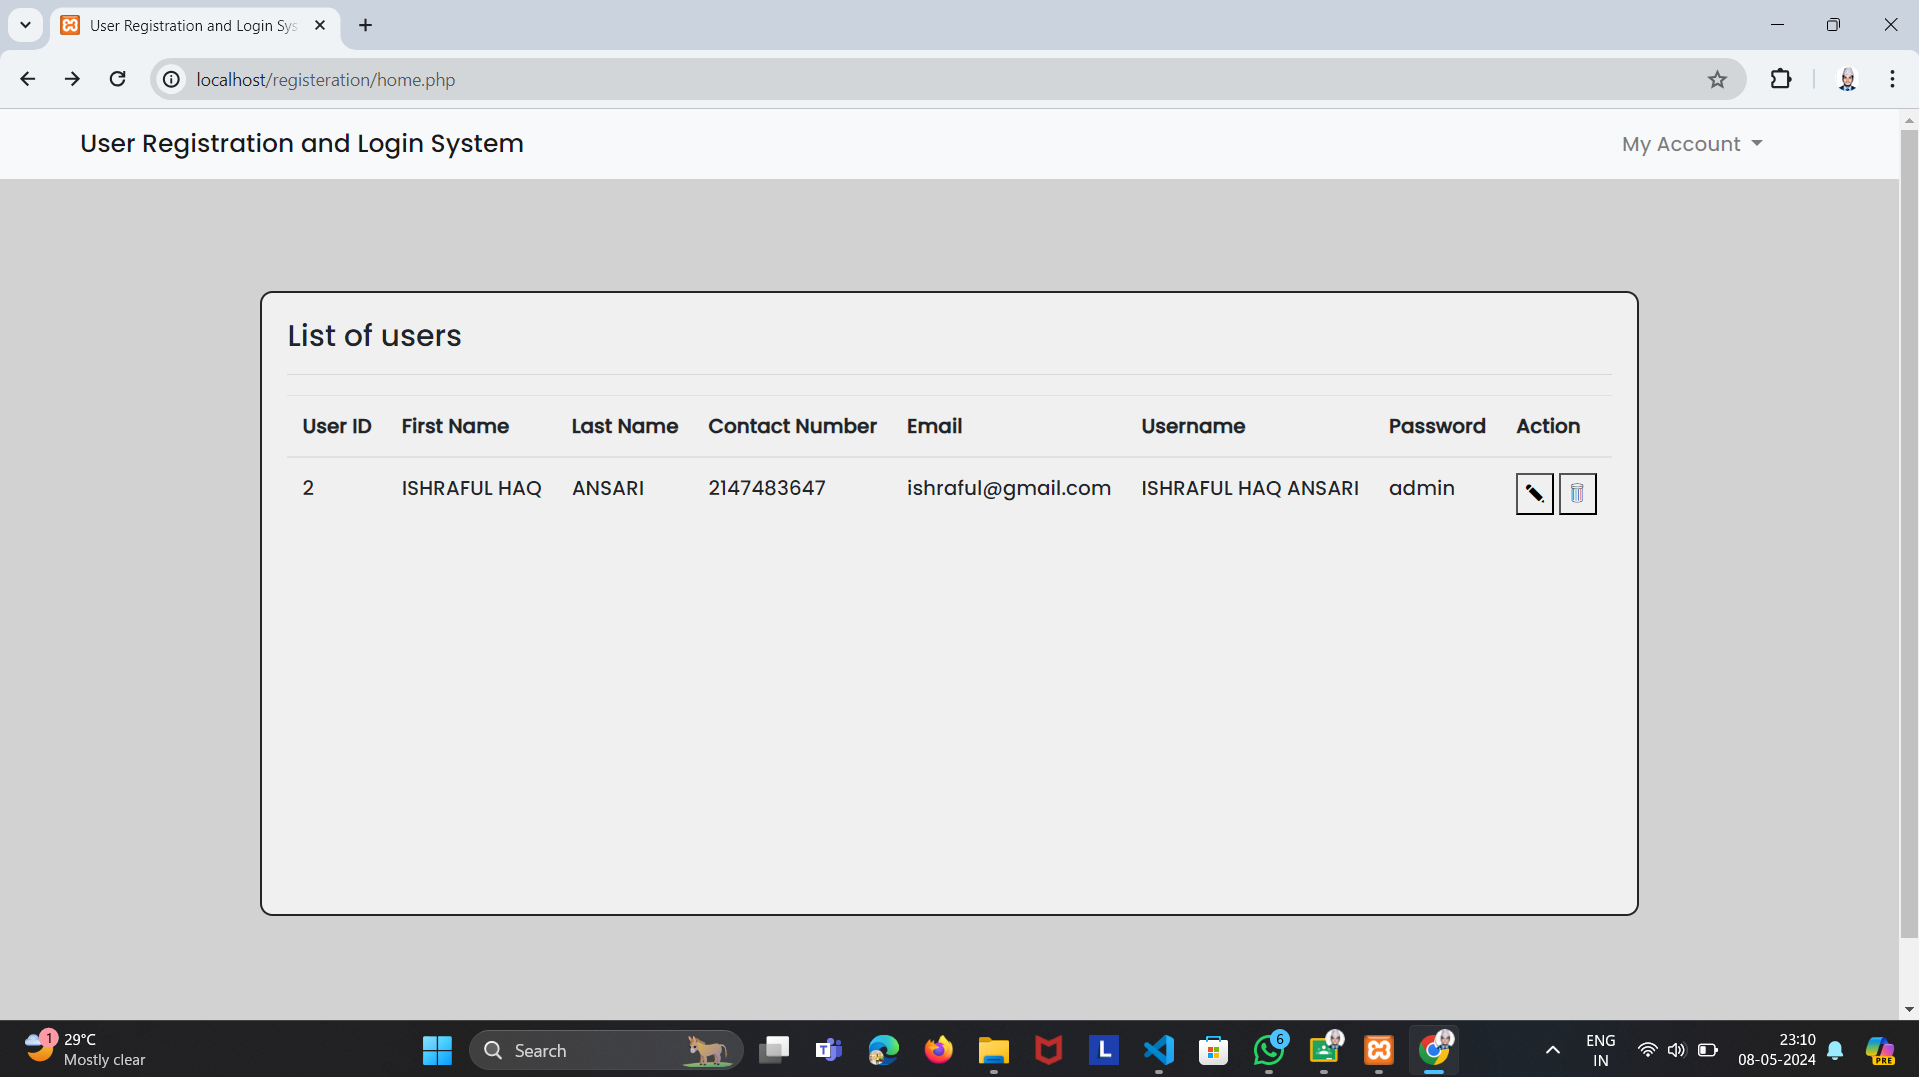 User Registration and Login Sys
localhost/registeration/home.php
User Registration and Login System
My Account
List of users
User ID First Name Last Name Contact Number Email Username Password Action
2 ISHRAFUL HAQ ANSARI 2147483647 ishraful@gmail.com ISHRAFUL HAQ ANSARI admin
1
29°C
Mostly clear
Search
T
L
6
ENG
IN
23:10
08-05-2024
PRE